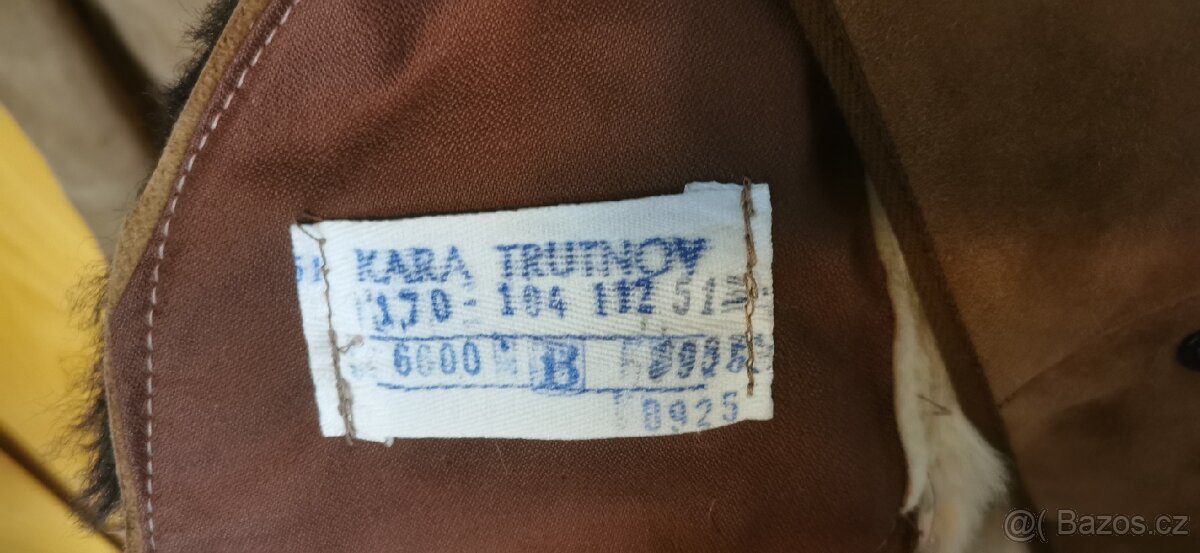 KARA TRUTNOV
170-104 112 51
6000 B
0925
@( Bazos.cz